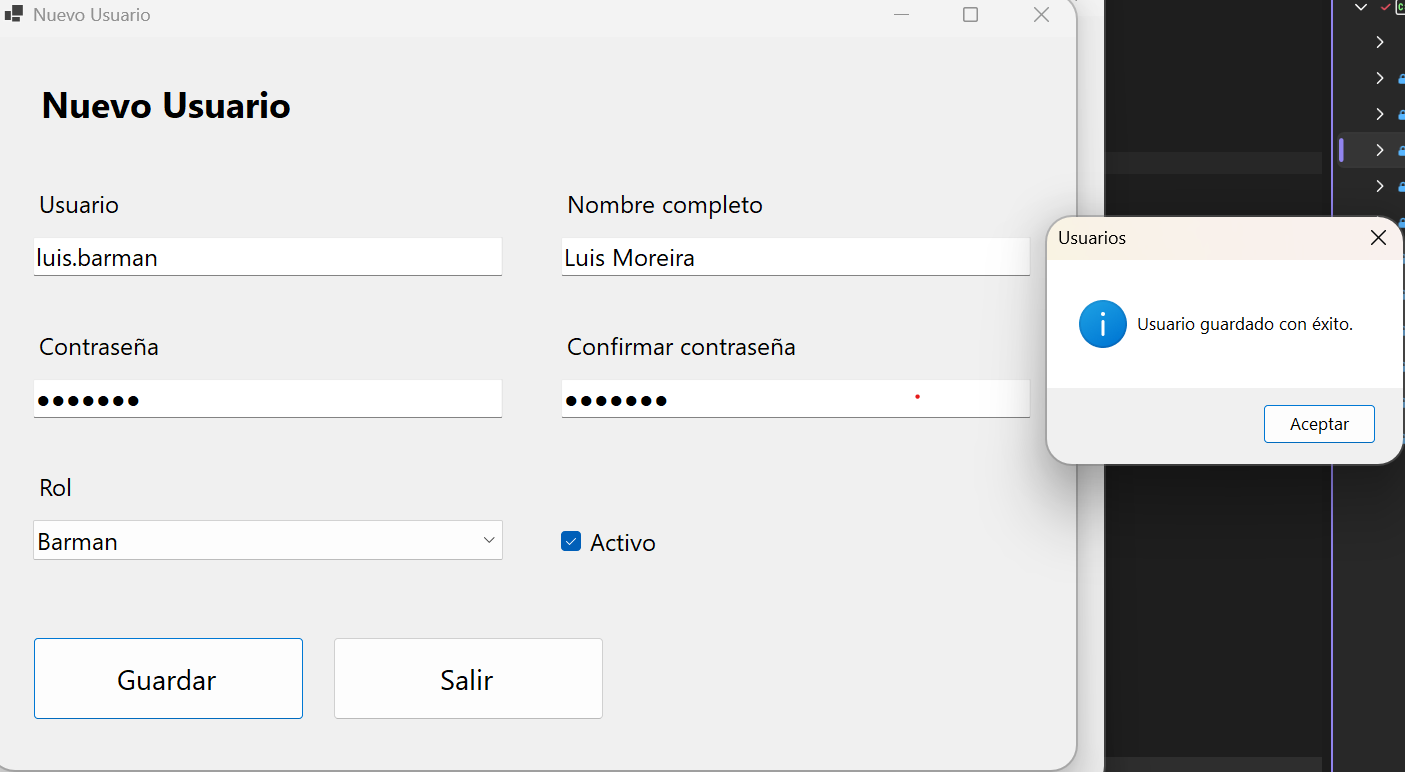 Nuevo Usuario
Nuevo Usuario
Usuario
Nombre completo
luis.barman
Luis Moreira
Contraseña
Confirmar contraseña
●●●●●●●
●●●●●●●
Rol
Barman
Activo
Guardar
Salir
Usuarios
Usuario guardado con éxito.
Aceptar